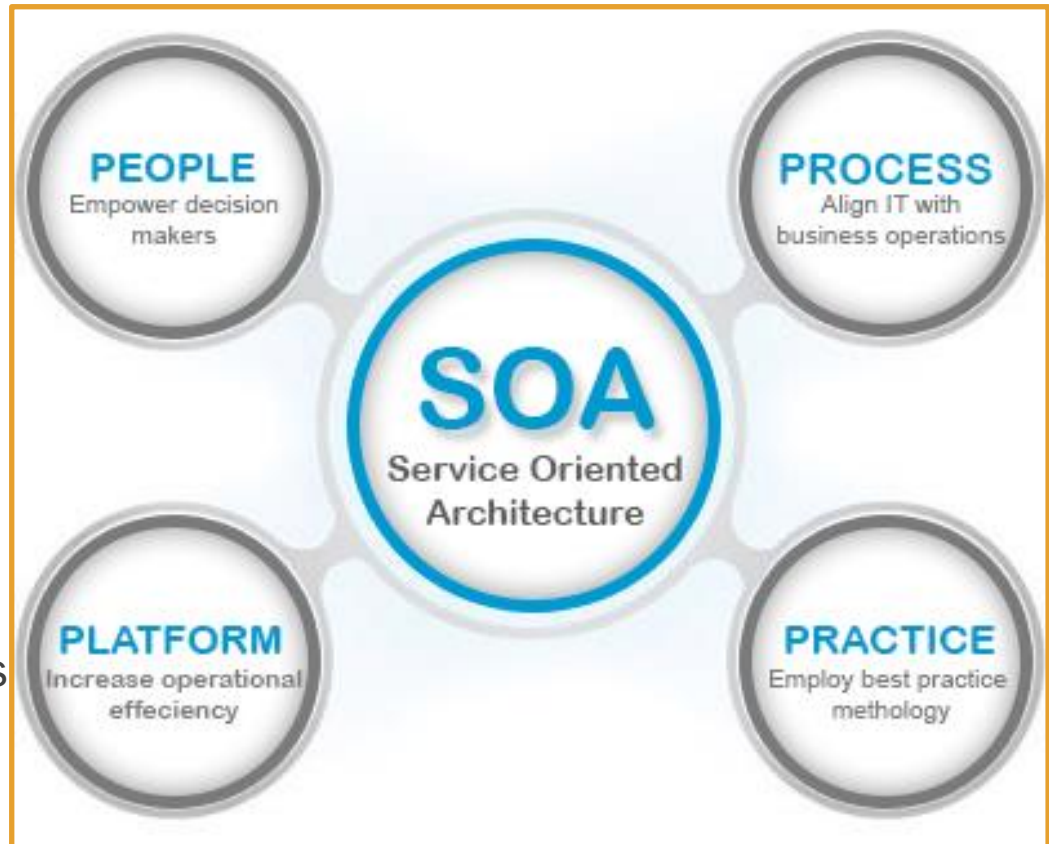 PEOPLE
Empower decision
makers
PROCESS
Align IT with
business operations
SOA
Service Oriented
Architecture
PLATFORM
Increase operational
effeciency
PRACTICE
Employ best practice
methology
s